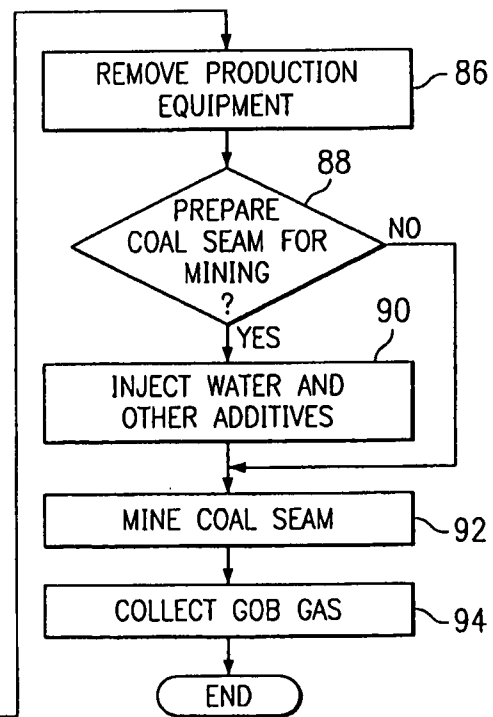 REMOVE PRODUCTION
EQUIPMENT
86
88
PREPARE
COAL SEAM FOR
MINING
?
NO
YES
90
INJECT WATER AND
OTHER ADDITIVES
MINE COAL SEAM
92
COLLECT GOB GAS
94
END